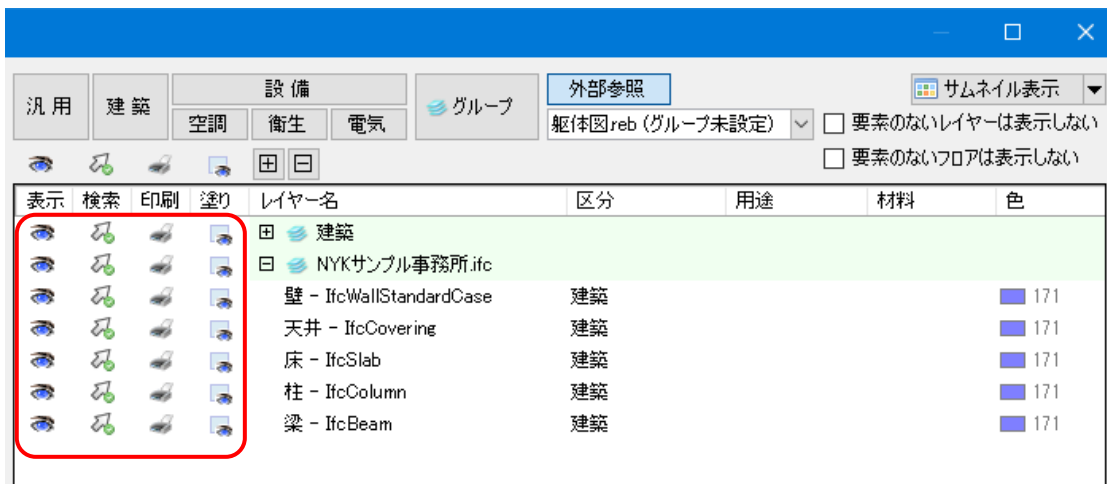 汎用 建築 設備 グループ 外部参照 サムネイル表示
空調 衛生 電気 躯体図.reb (グループ未設定) 要素のないレイヤーは表示しない
要素のないフロアは表示しない
表示 検索 印刷 塗り レイヤー名 区分 用途 材料 色
建築
NYKサンプル事務所.ifc
壁 - IfcWallStandardCase 建築 171
天井 - IfcCovering 建築 171
床 - IfcSlab 建築 171
柱 - IfcColumn 建築 171
梁 - IfcBeam 建築 171